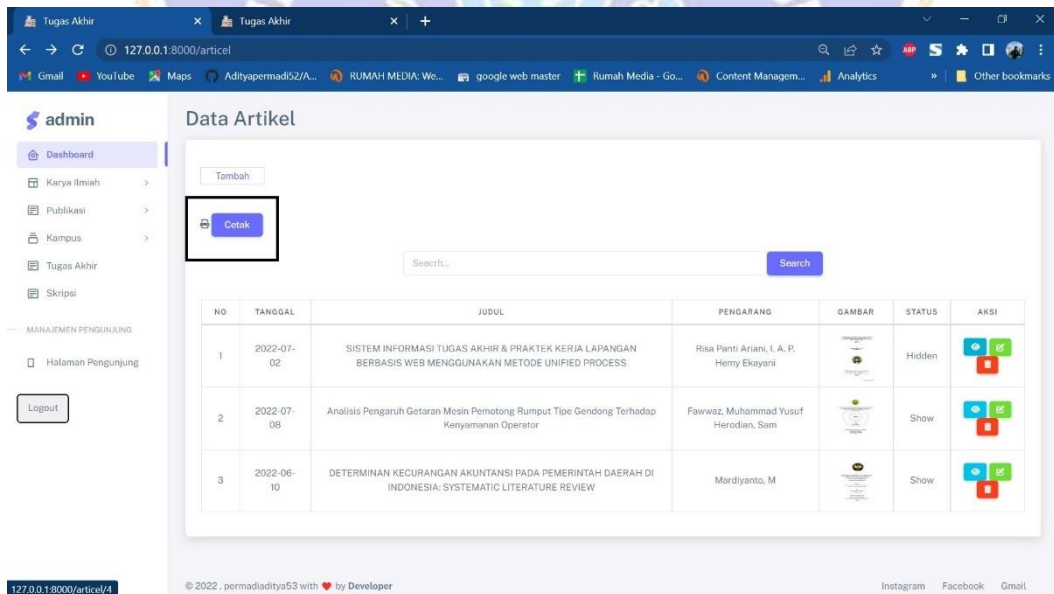 Tugas Akhir
Tugas Akhir
127.0.0.1:8000/articel
ABP
Gmail YouTube Maps Adityapermadi52/A... RUMAH MEDIA: We... google web master Rumah Media - Go... Content Managem... Analytics » Other bookmarks
admin
Dashboard
Karya Ilmiah
Publikasi
Kampus
Tugas Akhir
Skripsi
MANAJEMEN PENGUNJUNG
Halaman Pengunjung
Logout
Data Artikel
Tambah
Cetak
Search...
Search
NO TANGGAL JUDUL PENGARANG GAMBAR STATUS AKSI
1 2022-07-02 SISTEM INFORMASI TUGAS AKHIR & PRAKTEK KERJA LAPANGAN Risa Panti Ariani, I. A. P. Hidden
BERBASIS WEB MENGGUNAKAN METODE UNIFIED PROCESS Hemy Ekayani
2 2022-07-08 Analisis Pengaruh Getaran Mesin Pemotong Rumput Tipe Gendong Terhadap Fawwaz, Muhammad Yusuf Show
Kenyamanan Operator Herodian, Sam
3 2022-06-10 DETERMINAN KECURANGAN AKUNTANSI PADA PEMERINTAH DAERAH DI Mardiyanto, M Show
INDONESIA: SYSTEMATIC LITERATURE REVIEW
© 2022 , permadiaditya53 with ❤ by Developer
Instagram Facebook Gmail
127.0.0.1:8000/articel/4